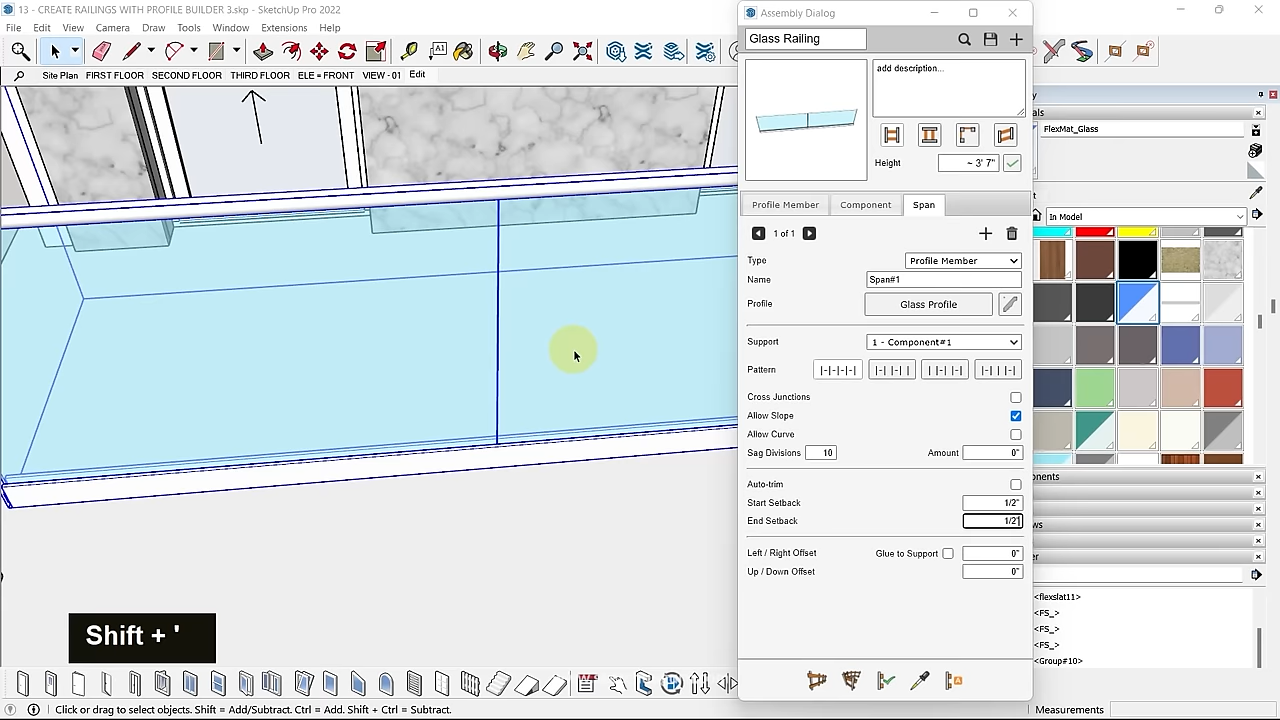 13 - CREATE RAILINGS WITH PROFILE BUILDER 3.skp - SketchUp Pro 2022
File Edit View Camera Draw Tools Window Extensions Help
Site Plan FIRST FLOOR SECOND FLOOR THIRD FLOOR ELE = FRONT VIEW - 01 Edit
Assembly Dialog
Glass Railing
add description...
Height ~ 3' 7"
Profile Member Component Span
1 of 1
Type Profile Member
Name Span#1
Profile Glass Profile
Support 1 - Component#1
Pattern |-|-|-|-| |-| |-| | | |-| |-| |-| | |-|
Cross Junctions
Allow Slope
Allow Curve
Sag Divisions 10 Amount 0"
Auto-trim
Start Setback 1/2"
End Setback 1/2"
Left / Right Offset Glue to Support 0"
Up / Down Offset 0"
FlexMat_Glass
In Model
<flexslat11>
<FS_>
<FS_>
<FS_>
<Group#10>
Shift + '
Click or drag to select objects. Shift = Add/Subtract. Ctrl = Add. Shift + Ctrl = Subtract.
Measurements